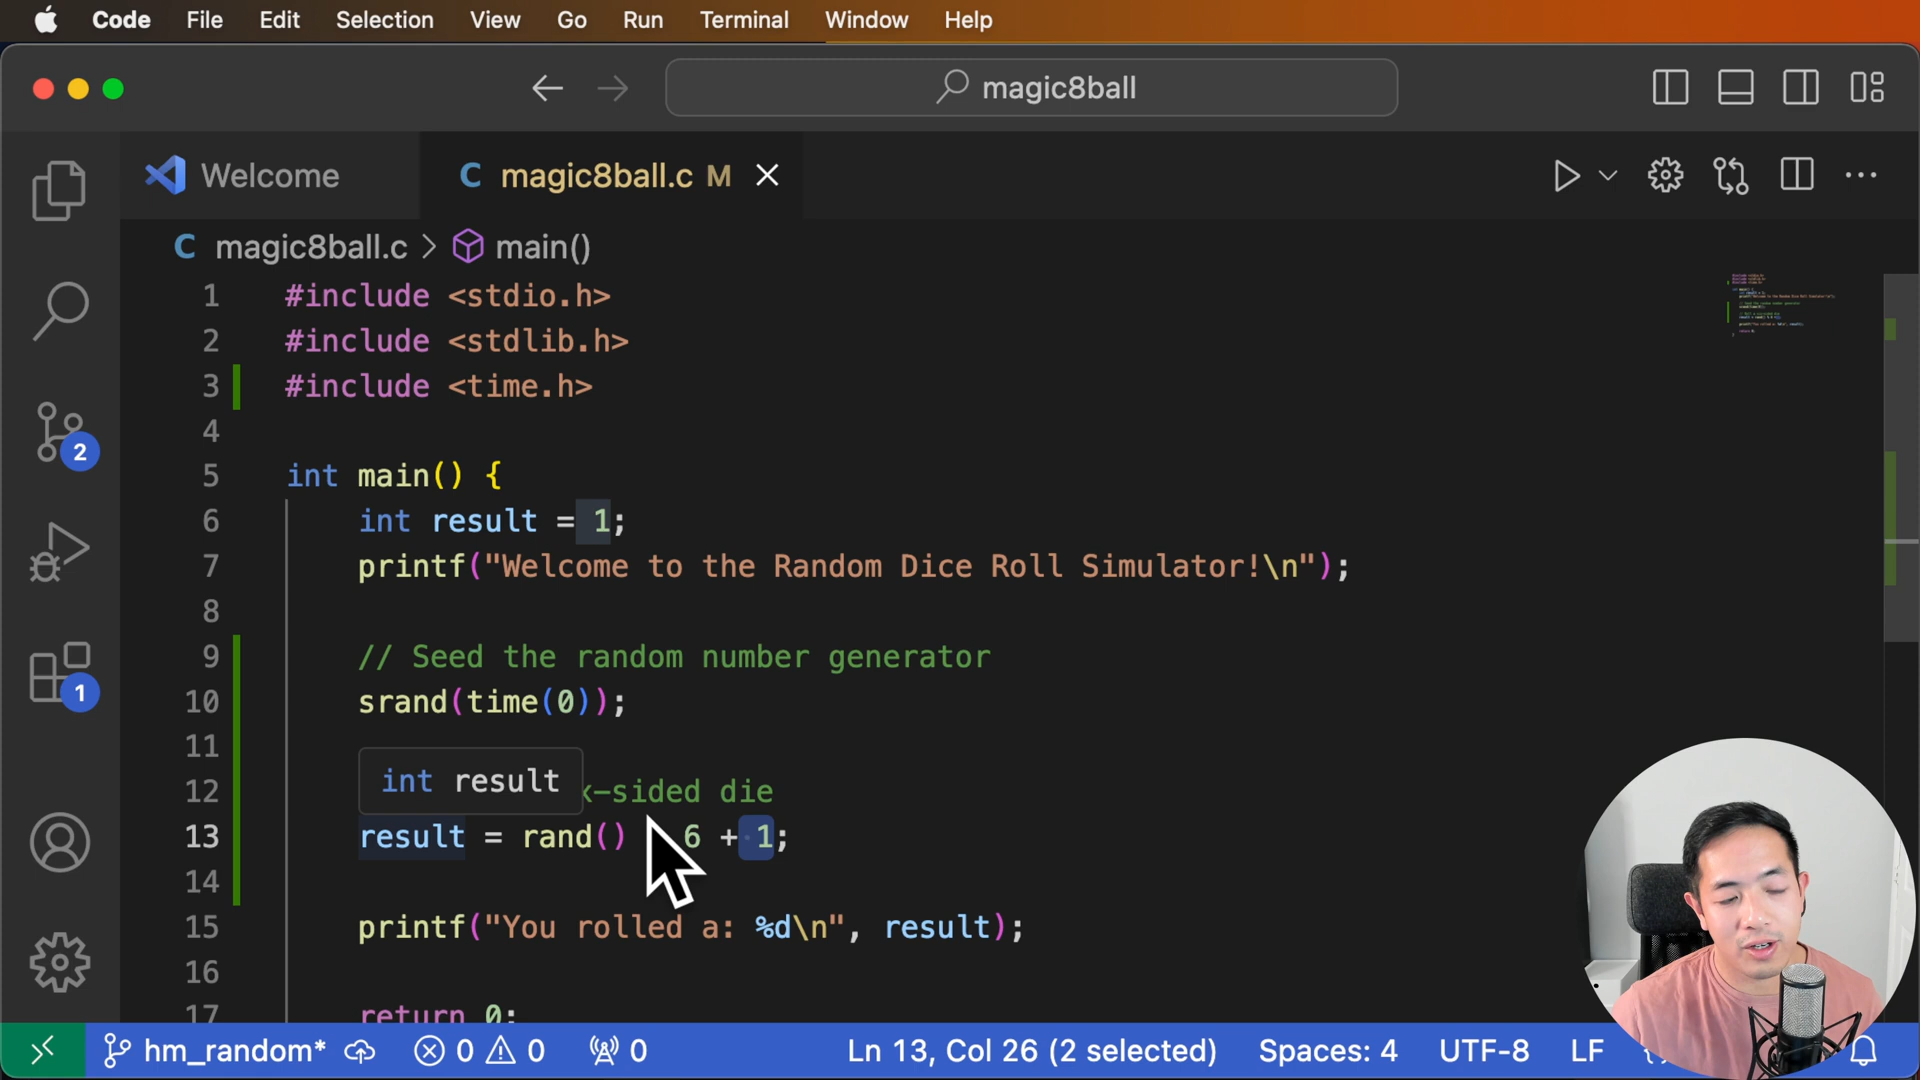 Code File Edit Selection View Go Run Terminal Window Help
magic8ball
Welcome
C magic8ball.c M
C magic8ball.c > main()
1 #include <stdio.h>
2 #include <stdlib.h>
3 #include <time.h>
4
5 int main() {
6 int result = 1;
7 printf("Welcome to the Random Dice Roll Simulator!\n");
8
9 // Seed the random number generator
10 srand(time(0));
11
int result
12 x-sided die
13 result = rand() 6 + 1;
14
15 printf("You rolled a: %d\n", result);
16
17 return 0;
2
1
hm_random* 0 0 0 Ln 13, Col 26 (2 selected) Spaces: 4 UTF-8 LF